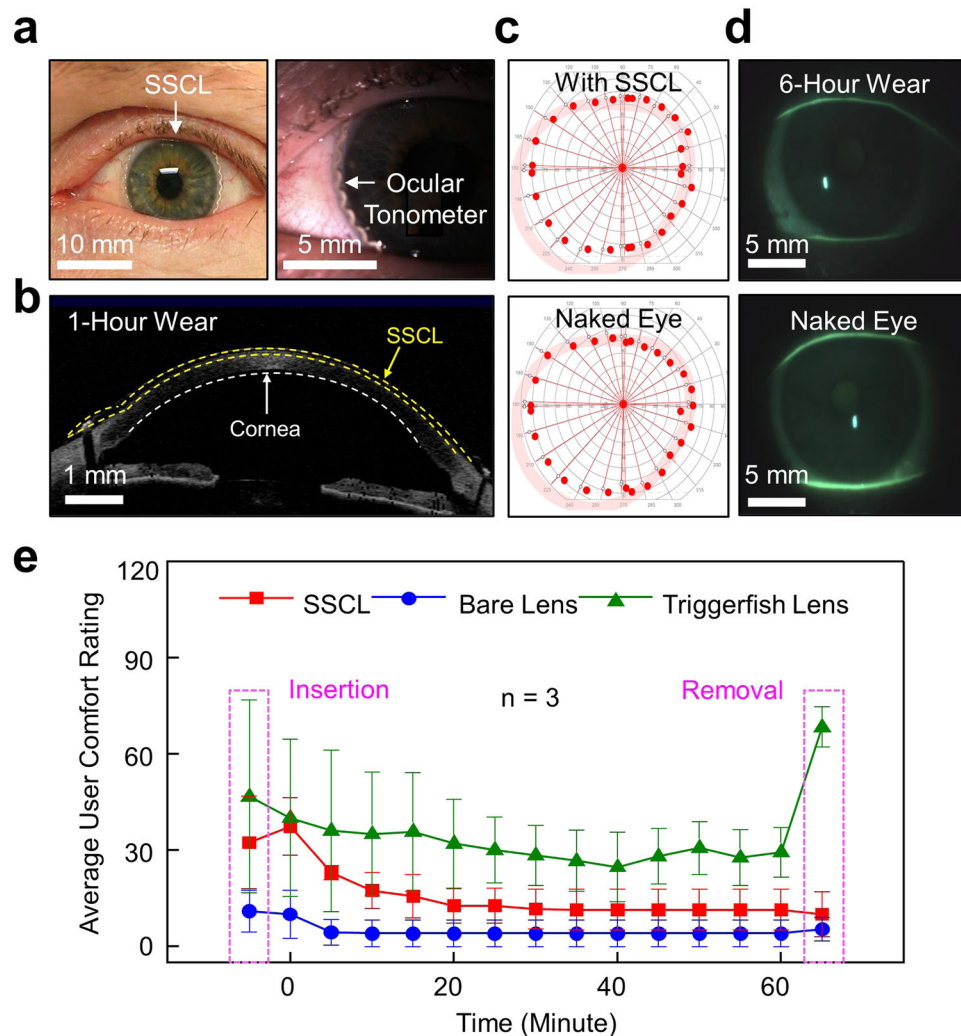 a
SSCL
10 mm
Ocular
Tonometer
5 mm
b
1-Hour Wear
SSCL
Cornea
1 mm
c
With SSCL
Naked Eye
d
6-Hour Wear
5 mm
Naked Eye
5 mm
e
120
90
60
30
0
Average User Comfort Rating
SSCL Bare Lens Triggerfish Lens
Insertion
n = 3
Removal
0 20 40 60
Time (Minute)